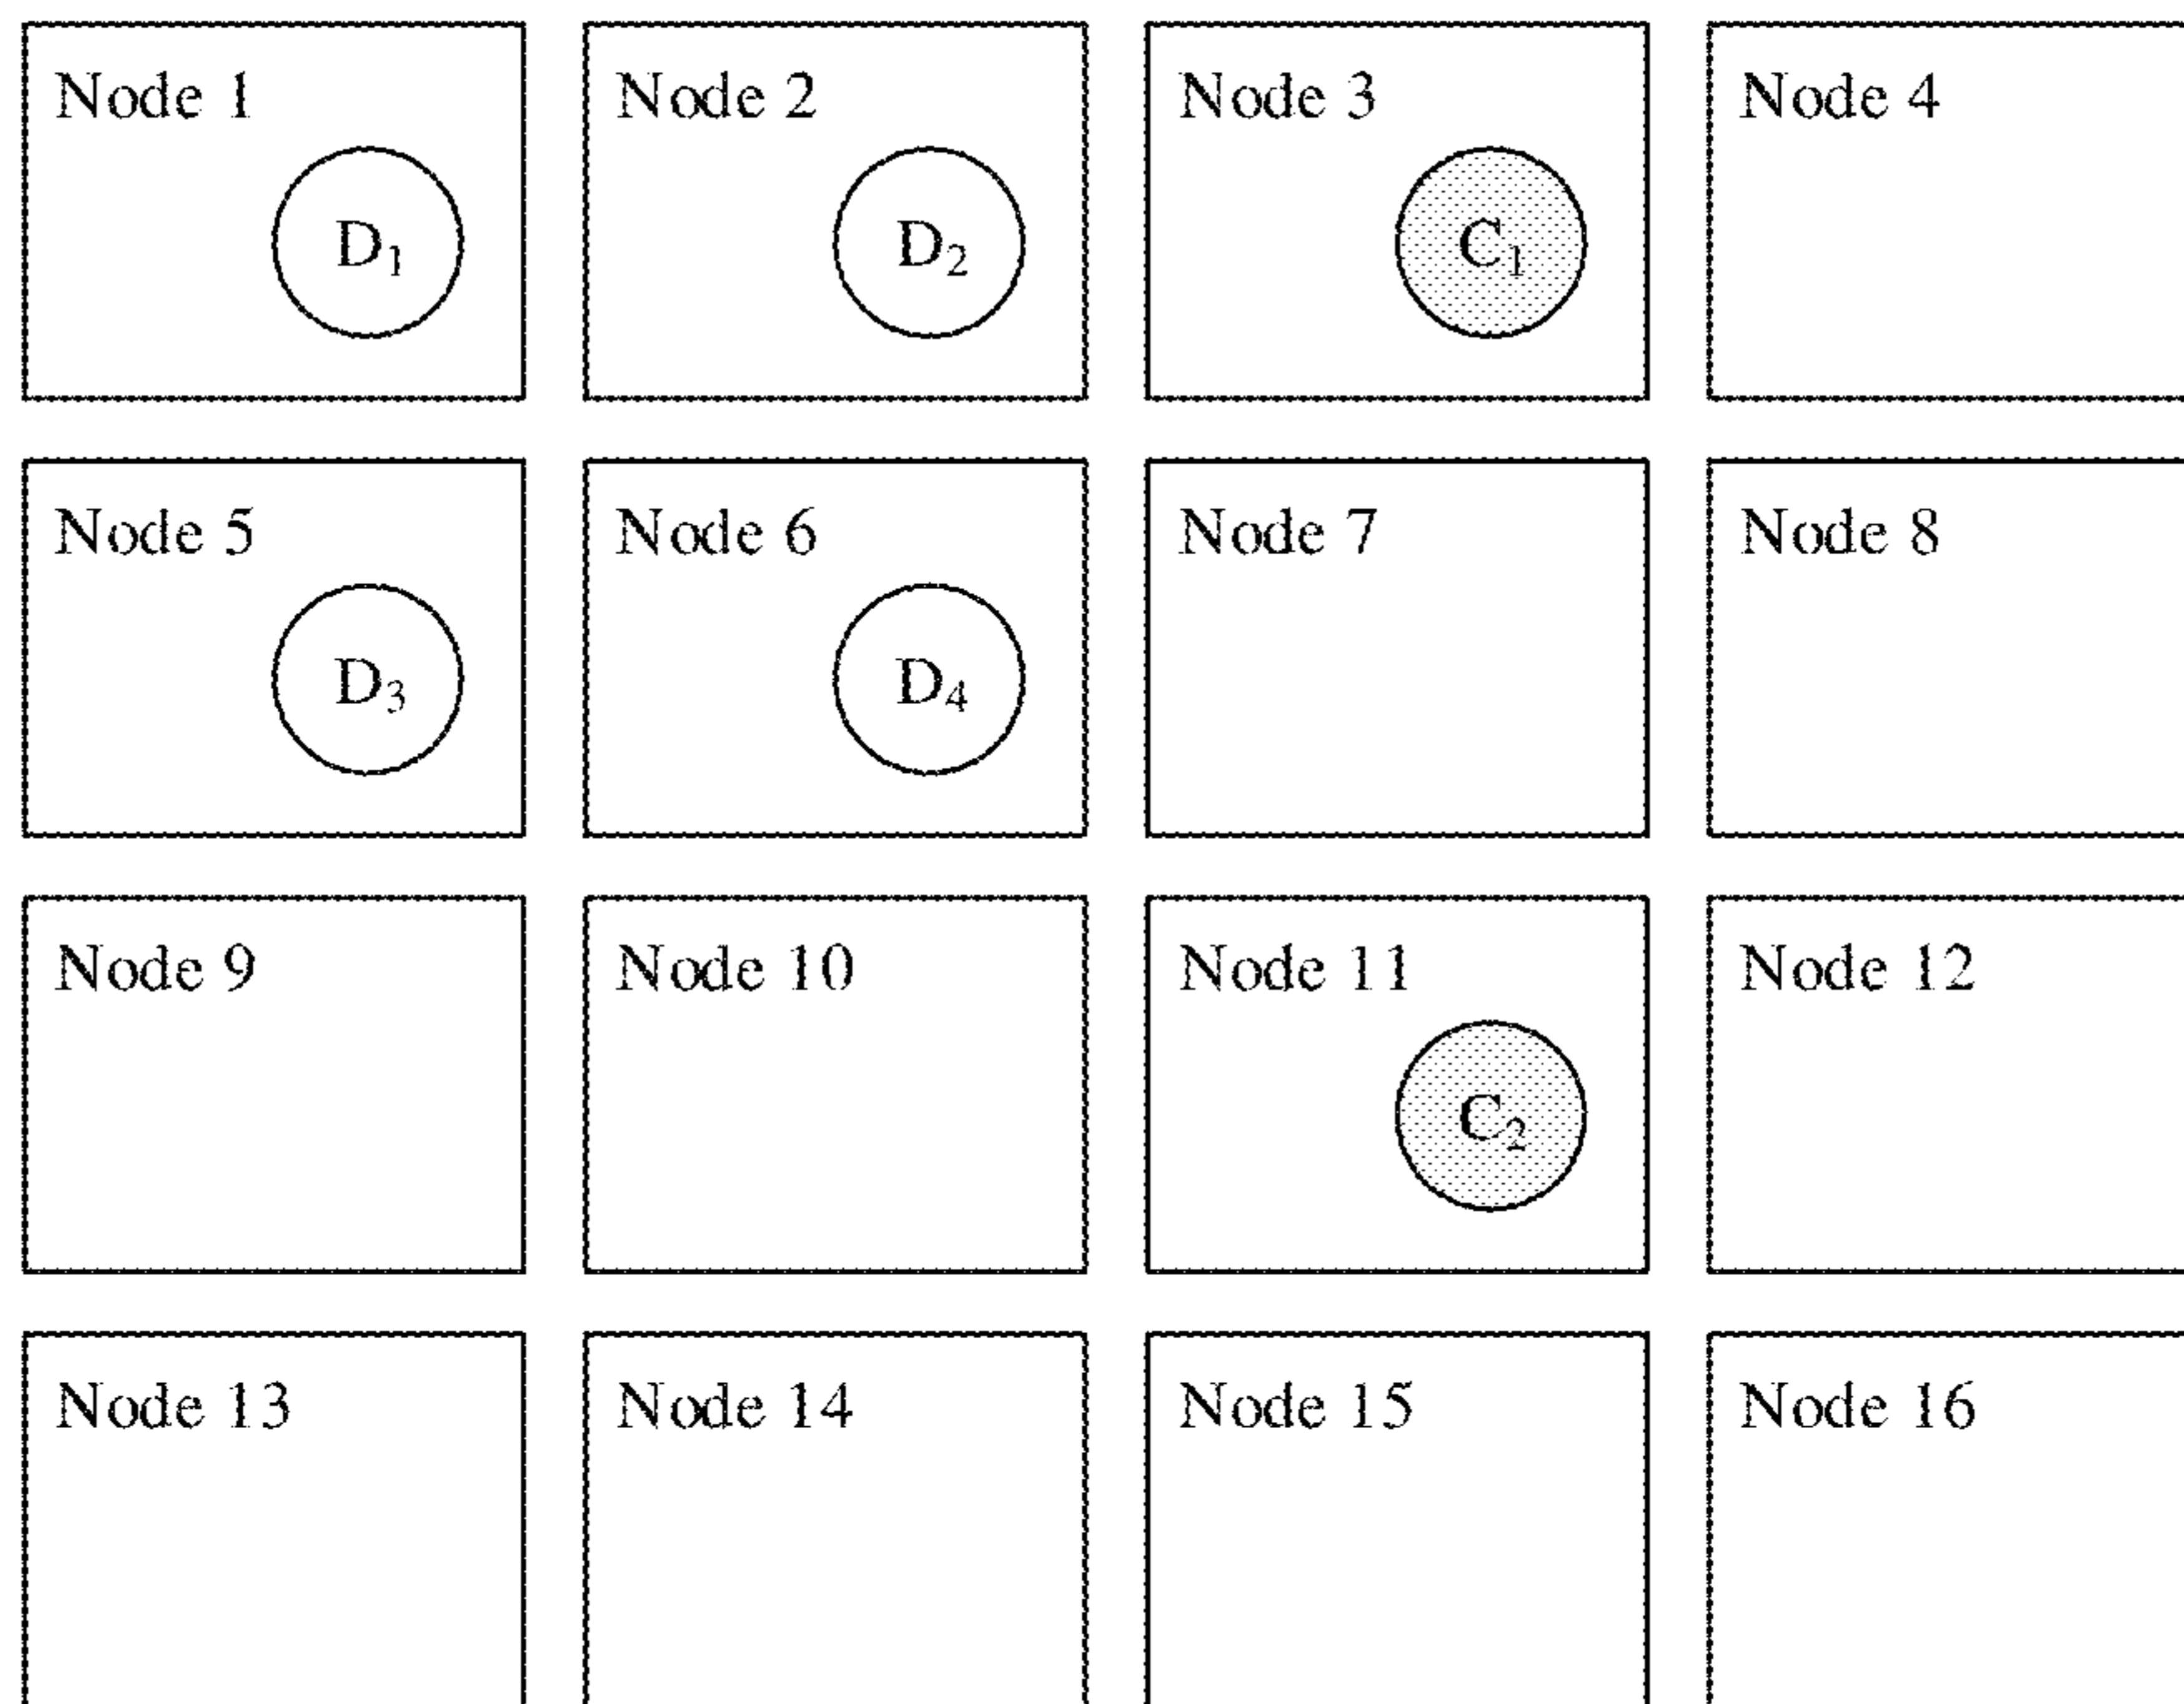 Node 1 Node 2 Node 3 Node 4
D₁ D₂ C₁
Node 5 Node 6 Node 7 Node 8
D₃ D₄
Node 9 Node 10 Node 11 Node 12
C₂
Node 13 Node 14 Node 15 Node 16